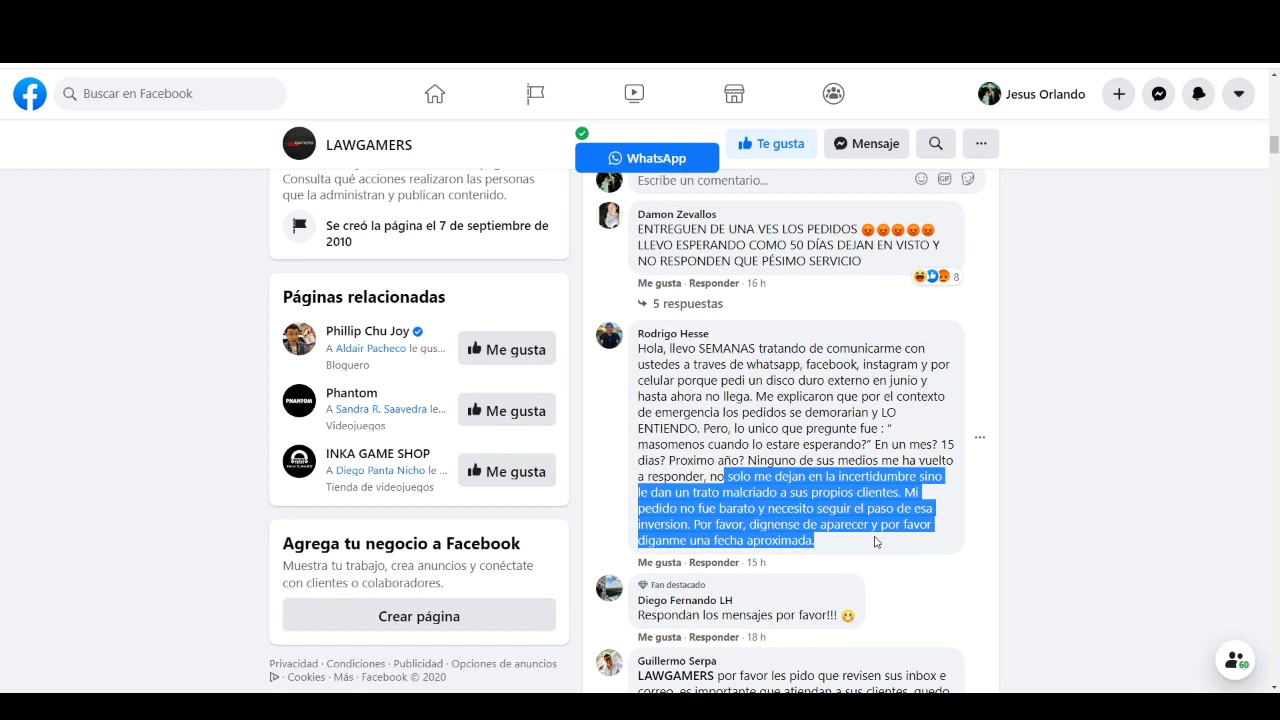 Buscar en Facebook
Jesus Orlando
LAWGAMERS
WhatsApp
Te gusta
Mensaje
Consulta qué acciones realizaron las personas
que la administran y publican contenido.
Se creó la página el 7 de septiembre de
2010
Páginas relacionadas
Phillip Chu Joy
A Aldair Pacheco le gus...
Bloguero
Me gusta
PHANTOM
Phantom
A Sandra R. Saavedra le...
Videojuegos
Me gusta
INKA GAME SHOP
A Diego Panta Nicho le ...
Tienda de videojuegos
Me gusta
Agrega tu negocio a Facebook
Muestra tu trabajo, crea anuncios y conéctate
con clientes o colaboradores.
Crear página
Privacidad · Condiciones · Publicidad · Opciones de anuncios
· Cookies · Más · Facebook © 2020
Escribe un comentario...
GIF
Damon Zevallos
ENTREGUEN DE UNA VES LOS PEDIDOS 😡😡😡😡😡
LLEVO ESPERANDO COMO 50 DÍAS DEJAN EN VISTO Y
NO RESPONDEN QUE PÉSIMO SERVICIO
8
Me gusta · Responder · 16 h
5 respuestas
Rodrigo Hesse
Hola, llevo SEMANAS tratando de comunicarme con
ustedes a traves de whatsapp, facebook, instagram y por
celular porque pedi un disco duro externo en junio y
hasta ahora no llega. Me explicaron que por el contexto
de emergencia los pedidos se demorarian y LO
ENTIENDO. Pero, lo unico que pregunte fue : "
masomenos cuando lo estare esperando?" En un mes? 15
dias? Proximo año? Ninguno de sus medios me ha vuelto
a responder, no solo me dejan en la incertidumbre sino
le dan un trato malcriado a sus propios clientes. Mi
pedido no fue barato y necesito seguir el paso de esa
inversion. Por favor, dignense de aparecer y por favor
diganme una fecha aproximada.
Me gusta · Responder · 15 h
Fan destacado
Diego Fernando LH
Respondan los mensajes por favor!!! 😬
Me gusta · Responder · 18 h
Guillermo Serpa
LAWGAMERS por favor les pido que revisen sus inbox e
correo, es importante que atiendan a sus clientes, quedo
60